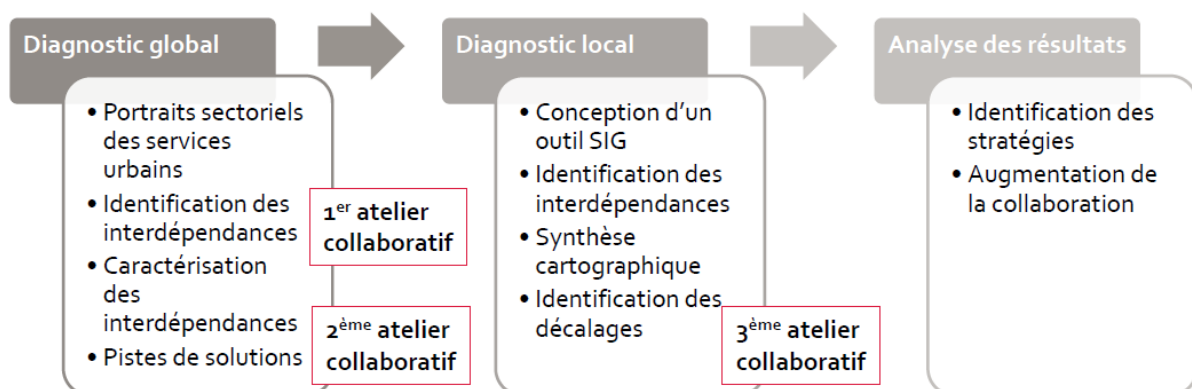 Diagnostic global
• Portraits sectoriels
des services
urbains
• Identification des
interdépendances
• Caractérisation
des
interdépendances
• Pistes de solutions
1er atelier
collaboratif
2ème atelier
collaboratif
Diagnostic local
• Conception d'un
outil SIG
• Identification des
interdépendances
• Synthèse
cartographique
• Identification des
décalages
3ème atelier
collaboratif
Analyse des résultats
• Identification des
stratégies
• Augmentation de
la collaboration